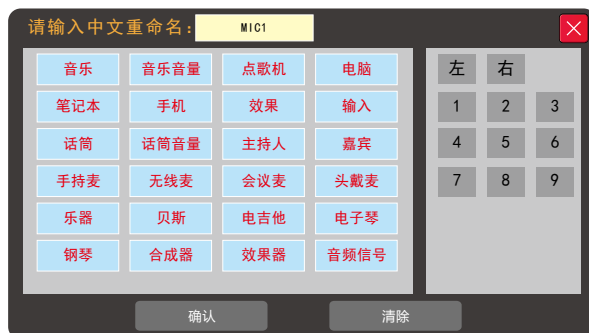 请输入中文重命名: MIC1
音乐 音乐音量 点歌机 电脑 左 右
笔记本 手机 效果 输入 1 2 3
话筒 话筒音量 主持人 嘉宾 4 5 6
手持麦 无线麦 会议麦 头戴麦 7 8 9
乐器 贝斯 电吉他 电子琴
钢琴 合成器 效果器 音频信号
确认 清除